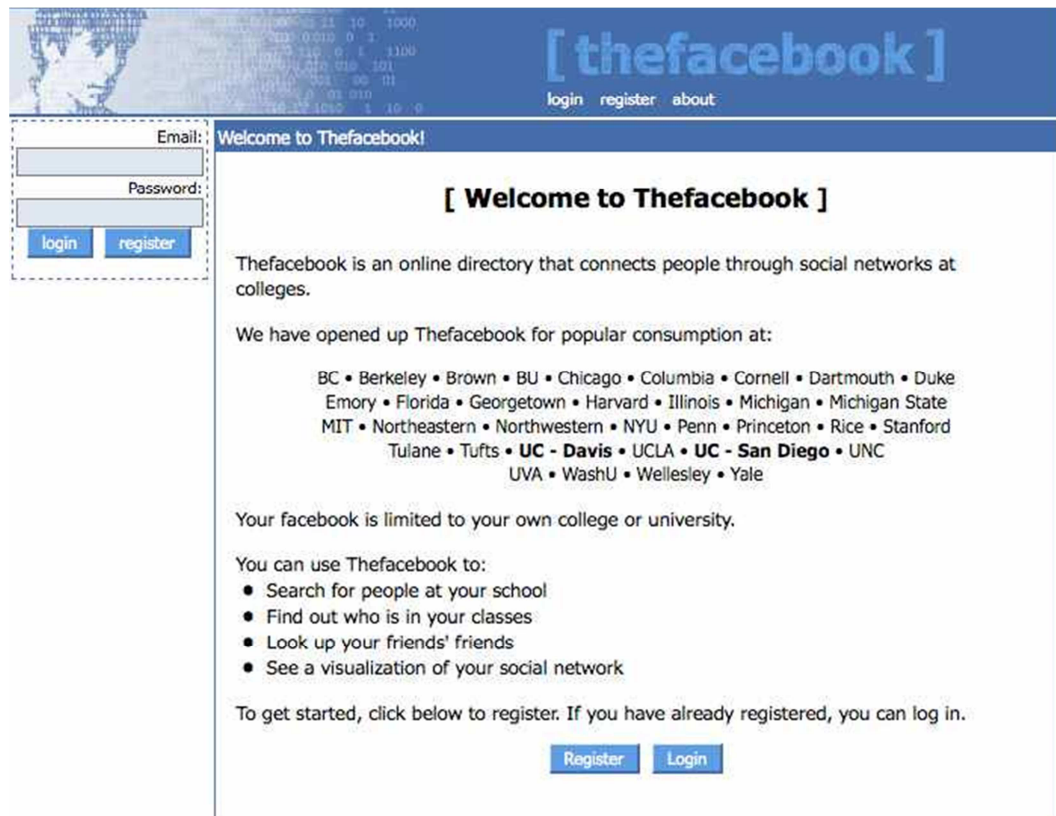 [ thefacebook ]
login register about
Email:
Password:
login register
Welcome to Thefacebook!
[ Welcome to Thefacebook ]
Thefacebook is an online directory that connects people through social networks at
colleges.
We have opened up Thefacebook for popular consumption at:
BC • Berkeley • Brown • BU • Chicago • Columbia • Cornell • Dartmouth • Duke
Emory • Florida • Georgetown • Harvard • Illinois • Michigan • Michigan State
MIT • Northeastern • Northwestern • NYU • Penn • Princeton • Rice • Stanford
Tulane • Tufts • UC - Davis • UCLA • UC - San Diego • UNC
UVA • WashU • Wellesley • Yale
Your facebook is limited to your own college or university.
You can use Thefacebook to:
• Search for people at your school
• Find out who is in your classes
• Look up your friends' friends
• See a visualization of your social network
To get started, click below to register. If you have already registered, you can log in.
Register Login